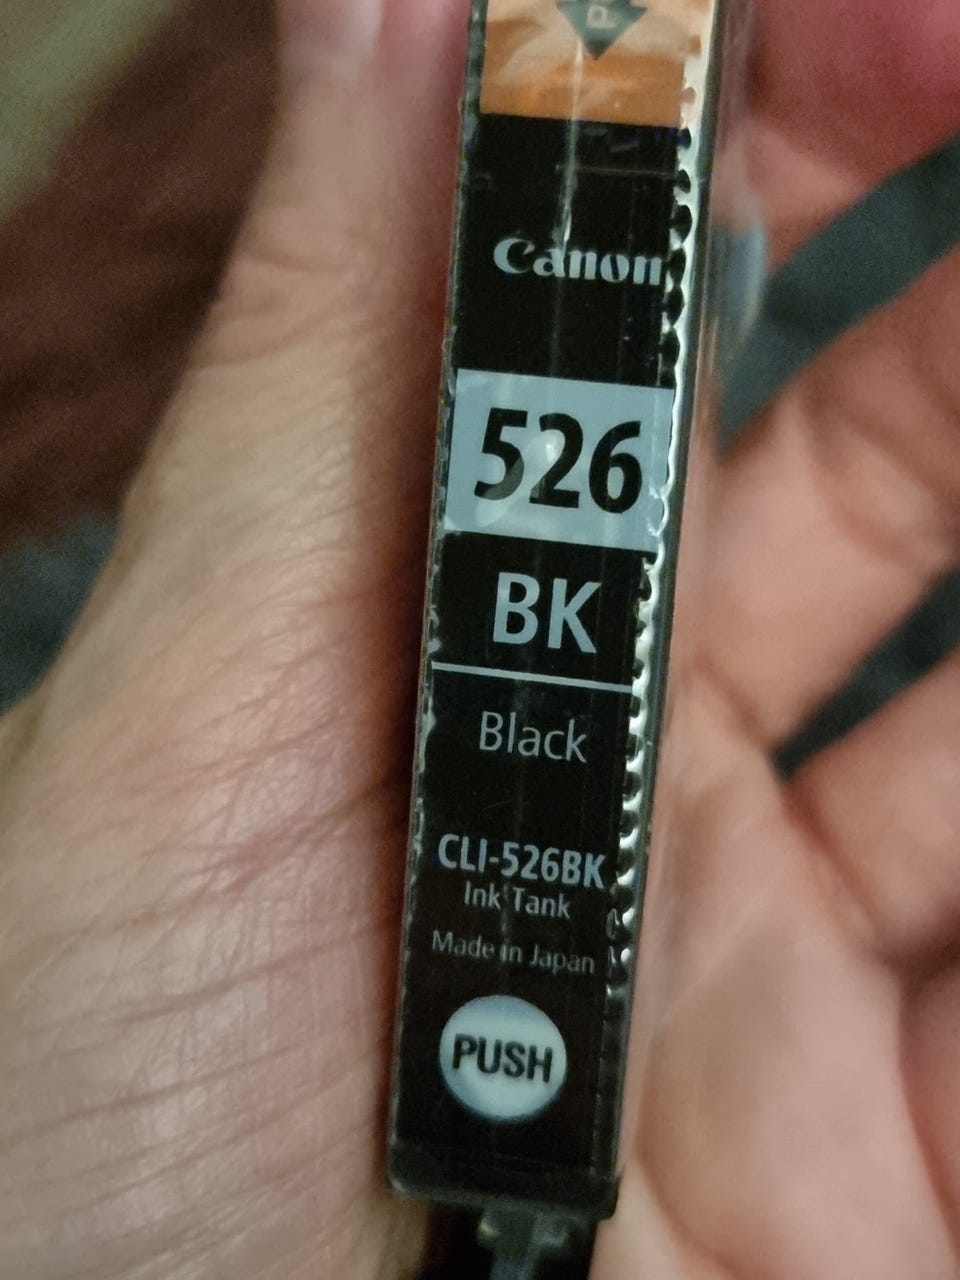 Canon
526
BK
Black
CLI-526BK
Ink Tank
Made in Japan
PUSH